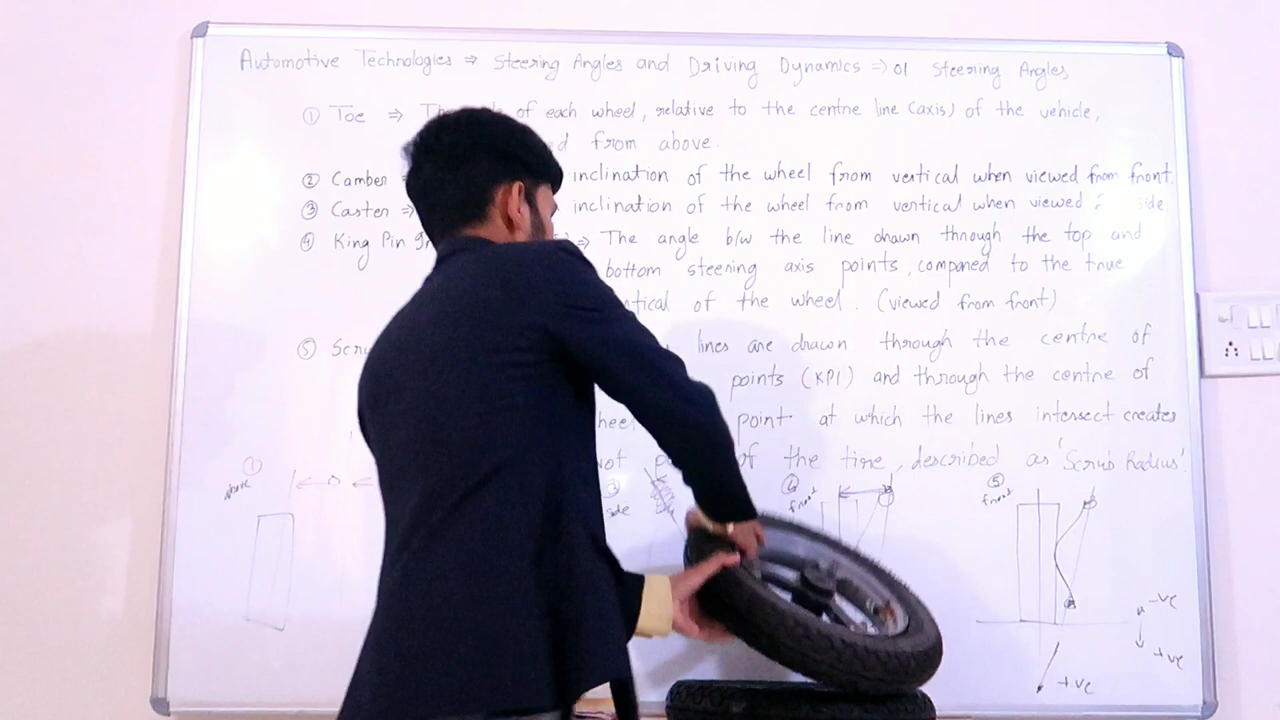 Automotive Technologies ⇒ Steering Angles and Driving Dynamics ⇒ 01 Steering Angles
① Toe ⇒ of each wheel, relative to the centre line (axis) of the vehicle,
from above.
② Camber inclination of the wheel from vertical when viewed from front.
③ Caster ⇒ inclination of the wheel from vertical when viewed side.
④ King Pin ⇒ The angle b/w the line drawn through the top and
bottom steering axis points, compared to the true
of the wheel. (viewed from front)
⑤ lines are drawn through the centre of
points (KPI) and through the centre of
point at which the lines intersect creates
of the tire, described as 'Scrub Radius'.
① above
③ side
④ front
⑤ front
-ve
+ve
+ve